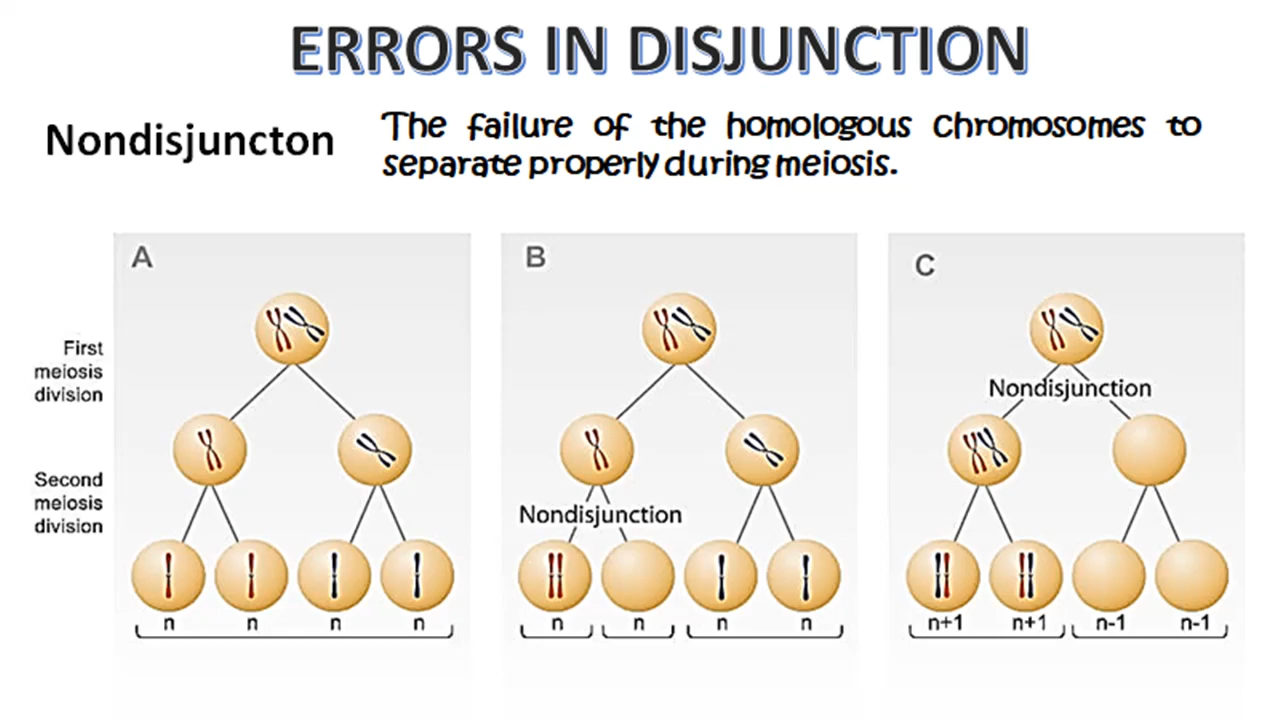 ERRORS IN DISJUNCTION
Nondisjuncton
The failure of the homologous Chromosomes to
separate properly during meiosis.
A
B
C
First
meiosis
division
Nondisjunction
Second
meiosis
division
Nondisjunction
n n n n
n n n n
n+1 n+1 n-1 n-1